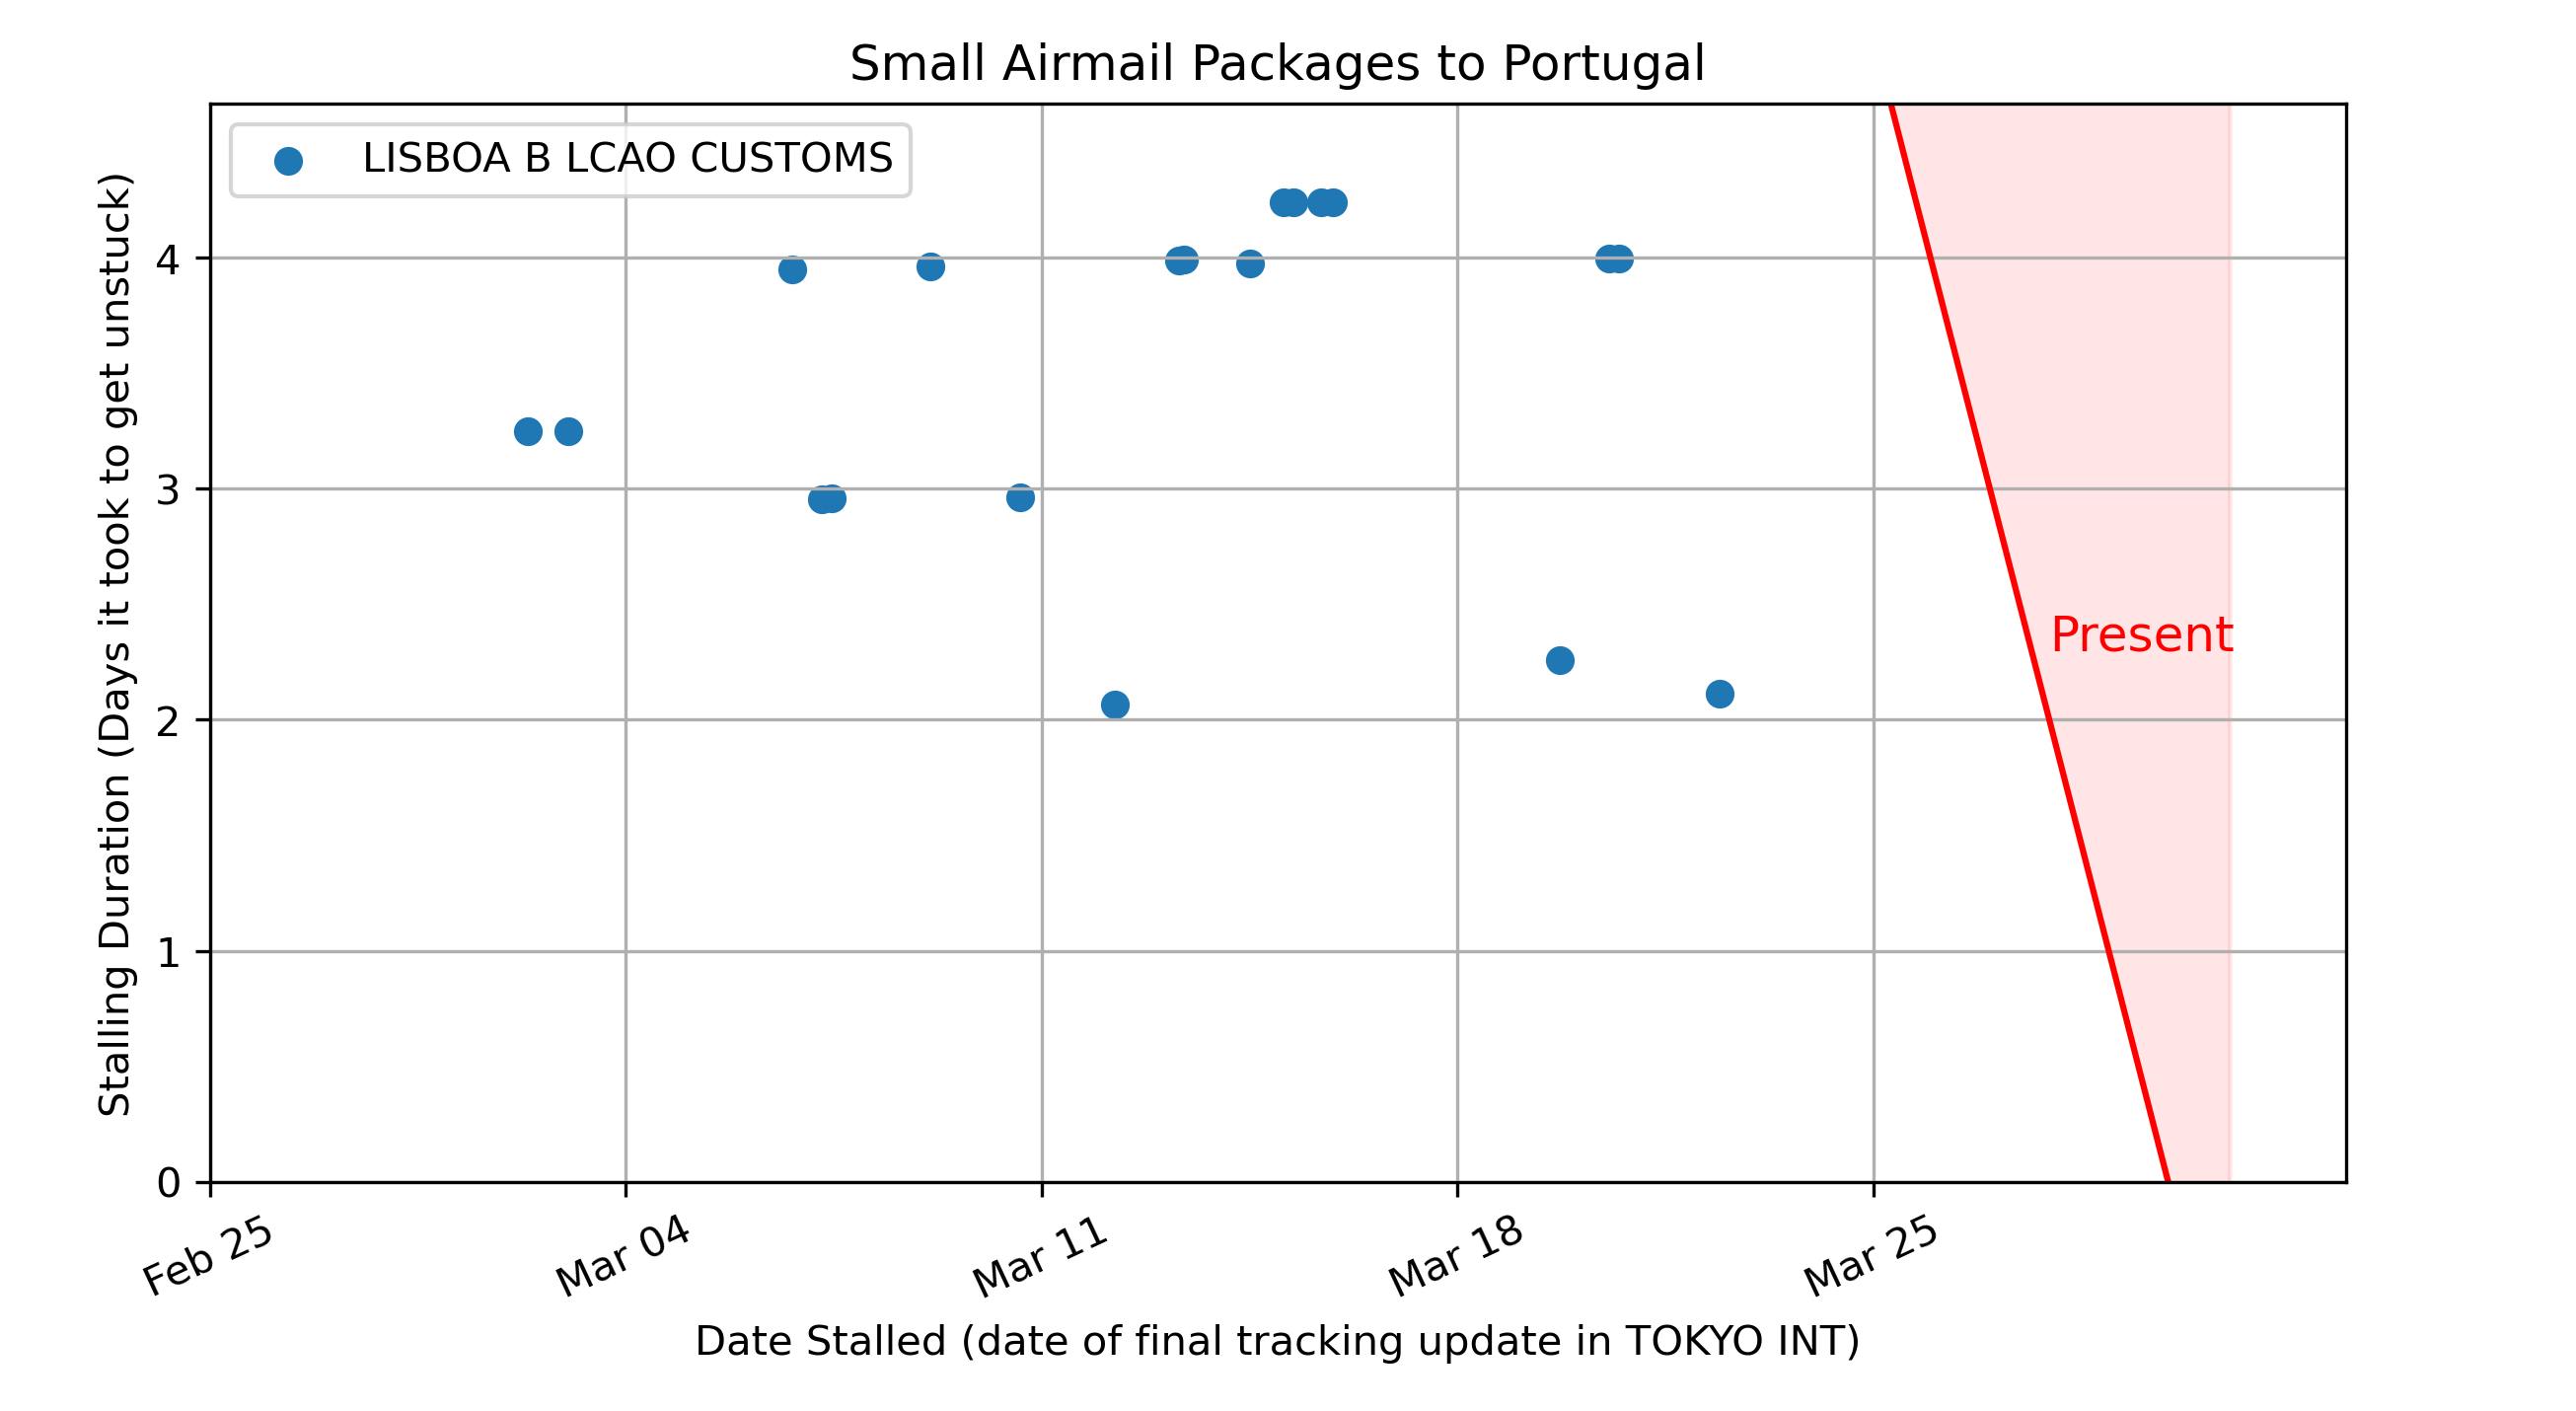 Small Airmail Packages to Portugal
LISBOA B LCAO CUSTOMS
Stalling Duration (Days it took to get unstuck)
4
3
2
1
0
Present
Feb 25
Mar 04
Mar 11
Mar 18
Mar 25
Date Stalled (date of final tracking update in TOKYO INT)